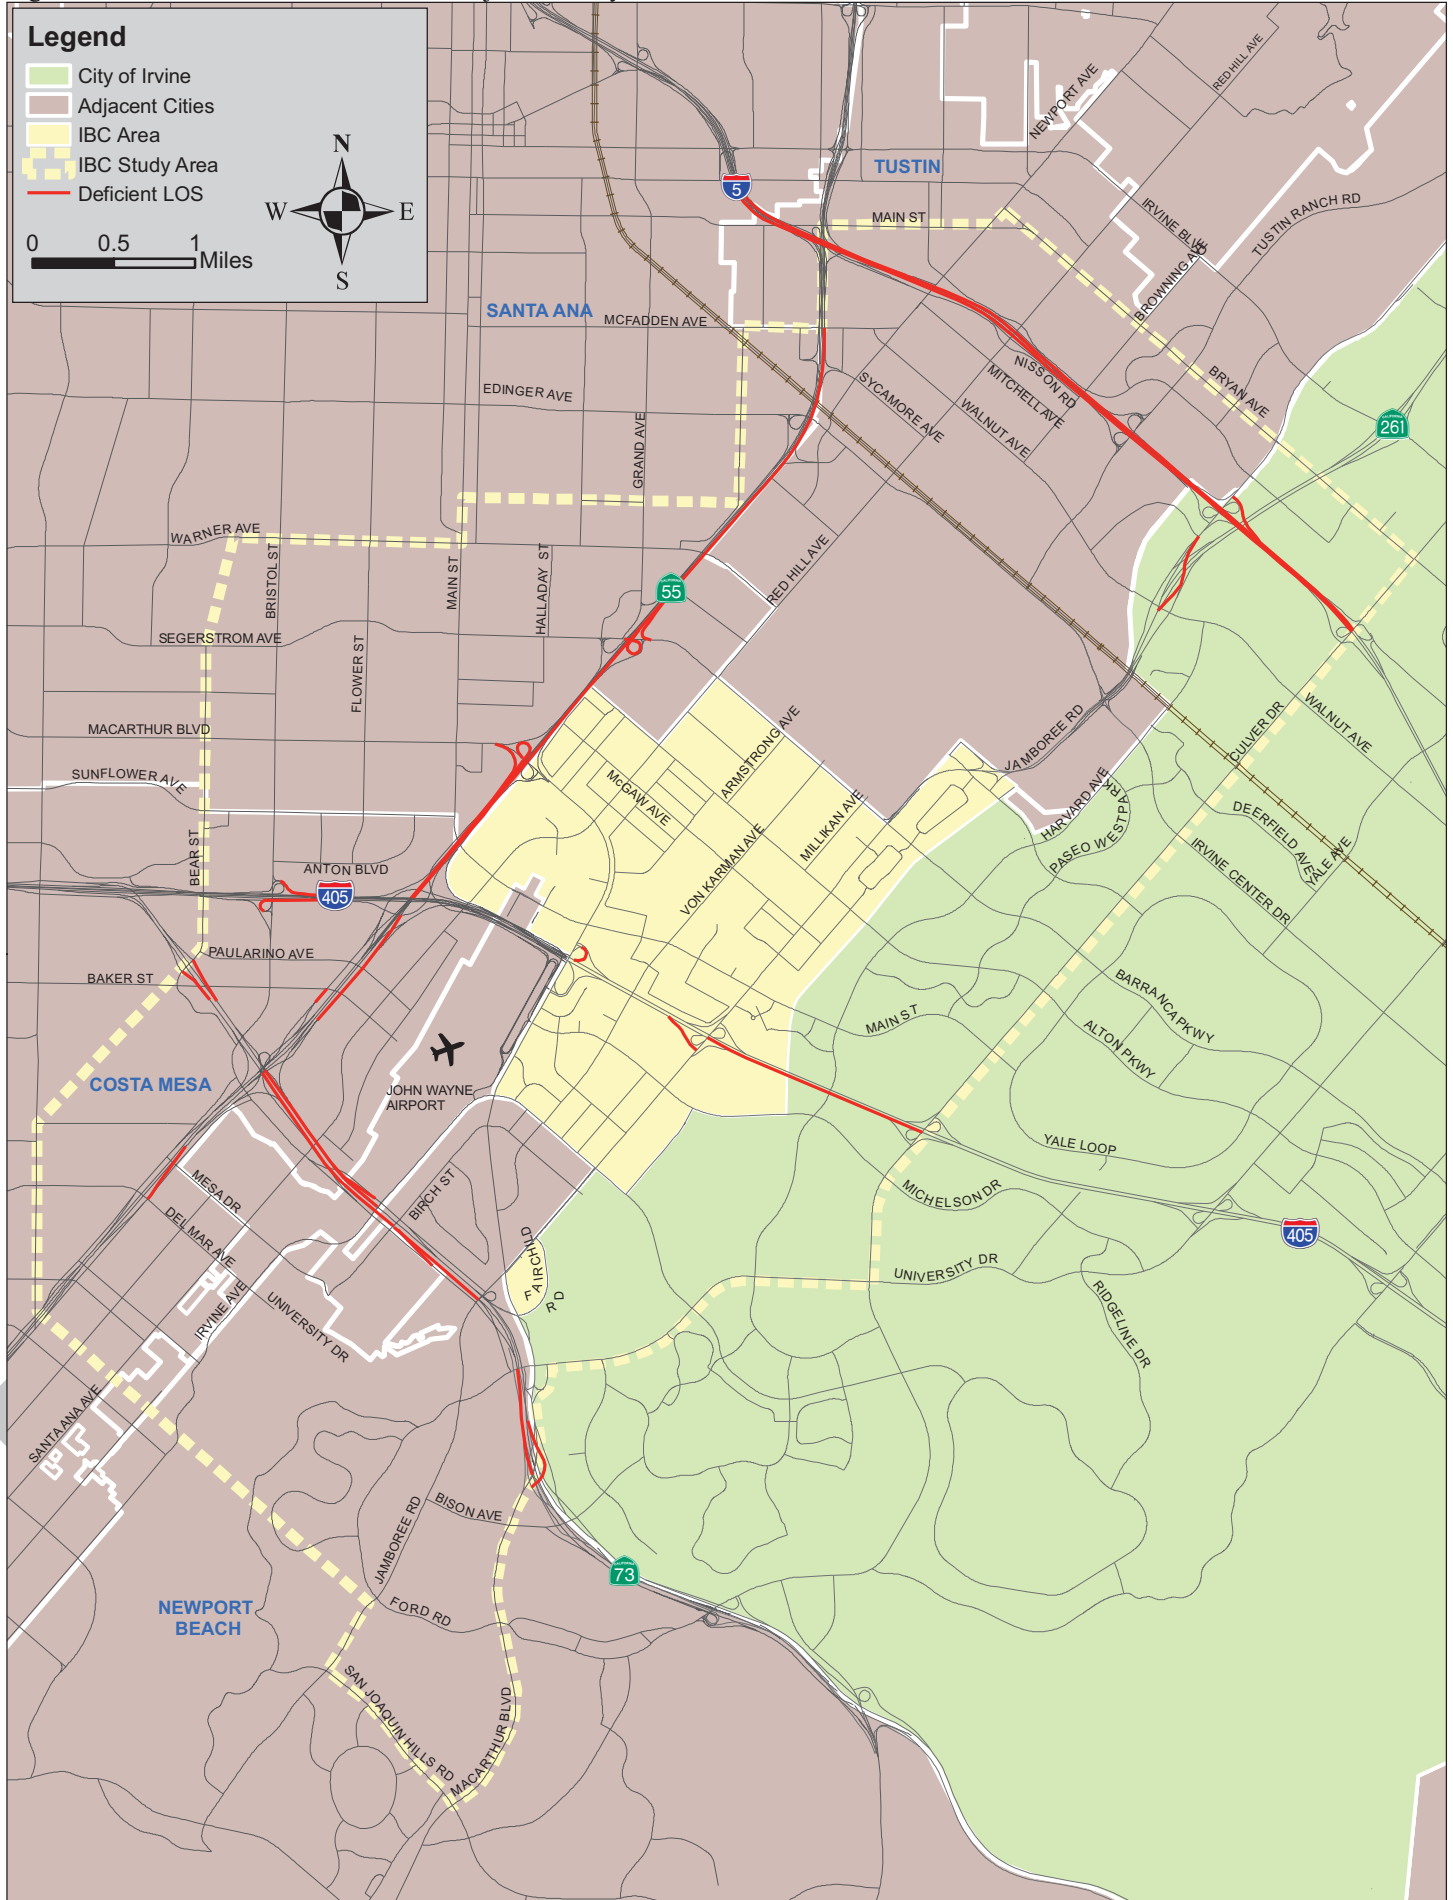 Legend
City of Irvine
Adjacent Cities
IBC Area
IBC Study Area
Deficient LOS
N
W
E
S
0 0.5 1
Miles
NEWPORT AVE
RED HILL AVE
TUSTIN
5
MAIN ST
IRVINE BLVD
TUSTIN RANCH RD
BROWNING AVE
SANTA ANA
MCFADDEN AVE
EDINGER AVE
GRAND AVE
SYCAMORE AVE
WALNUT AVE
MITCHELL AVE
NISSON RD
BRYAN AVE
CALIFORNIA
261
WARNER AVE
BRISTOL ST
MAIN ST
HALLADAY ST
RED HILL AVE
CALIFORNIA
55
SEGERSTROM AVE
FLOWER ST
MACARTHUR BLVD
SUNFLOWER AVE
BEAR ST
ANTON BLVD
405
MCGAW AVE
ARMSTRONG AVE
VON KARMAN AVE
MILLIKAN AVE
JAMBOREE RD
HARVARD AVE
PASEO WESTPARK
CULVER DR
WALNUT AVE
DEERFIELD AVE
YALE AVE
IRVINE CENTER DR
PAULARINO AVE
BAKER ST
MAIN ST
BARRANCA PKWY
ALTON PKWY
COSTA MESA
JOHN WAYNE
AIRPORT
YALE LOOP
MESA DR
BIRCH ST
MICHELSON DR
DEL MAR AVE
FAIRCHILD
RD
405
UNIVERSITY DR
IRVINE AVE
UNIVERSITY DR
RIDGELINE DR
SANTA ANA AVE
JAMBOREE RD
BISON AVE
CALIFORNIA
73
NEWPORT
BEACH
FORD RD
SAN JOAQUIN HILLS RD
MACARTHUR BLVD